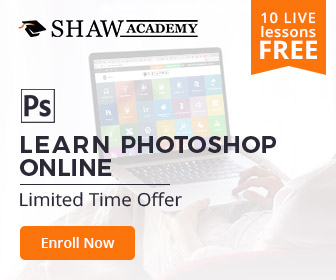 SHAW ACADEMY
10 LIVE
lessons
FREE
Ps
LEARN PHOTOSHOP
ONLINE
Limited Time Offer
Enroll Now